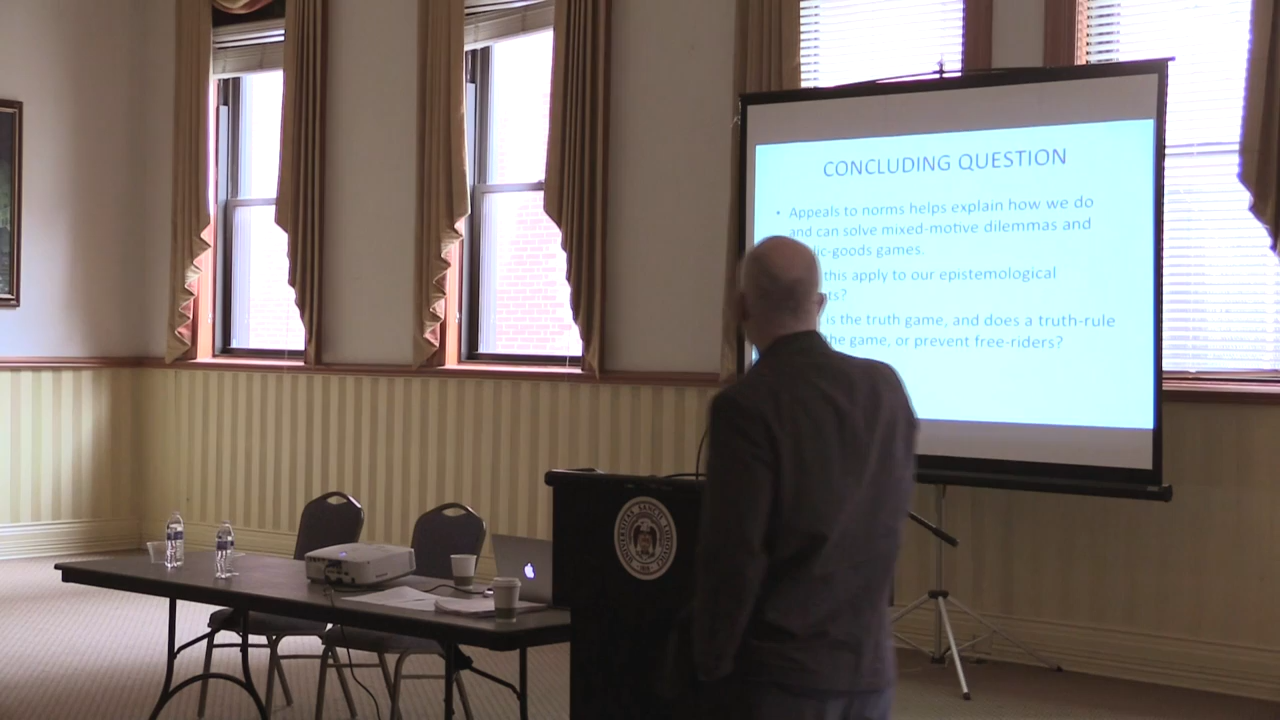 CONCLUDING QUESTION
• Appeals to norms helps explain how we do
and can solve mixed-motive dilemmas and
goods games.
this apply to our epistemological
is the truth game, and does a truth-rule
the game, or prevent free-riders?